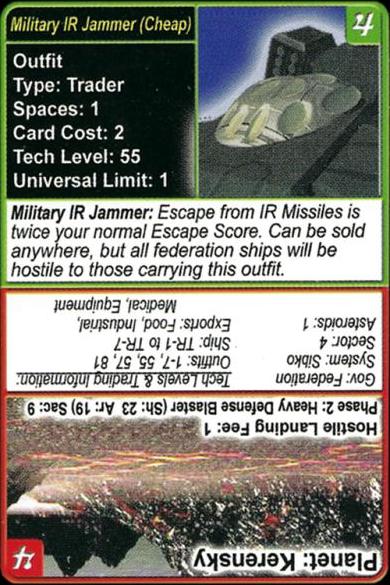 Military IR Jammer (Cheap)
4
Outfit
Type: Trader
Spaces: 1
Card Cost: 2
Tech Level: 55
Universal Limit: 1
Military IR Jammer: Escape from IR Missiles is
twice your normal Escape Score. Can be sold
anywhere, but all federation ships will be
hostile to those carrying this outfit.
Planet: Kerensky
4
Hostile Landing Fee: 1
Phase 2: Heavy Defense Blaster (Sh: 23 Ar: 19) Sac: 9
Gov: Federation
System: Sibko
Sector: 4
Asteroids: 1
Tech Levels & Trading Information:
Outfits: 1-7, 55, 57, 81
Ship: TR-1 to TR-7
Exports: Food, Industrial,
Medical, Equipment